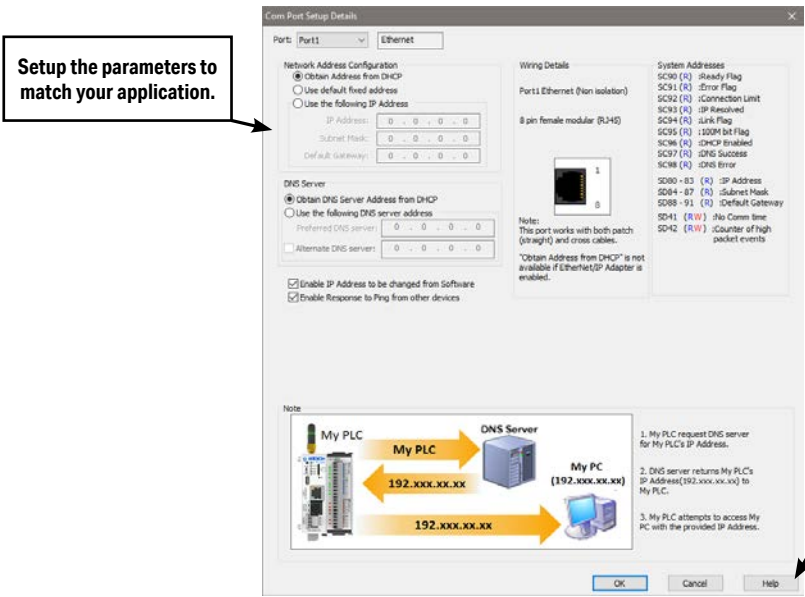 Com Port Setup Details
Setup the parameters to
match your application.
Port: Port1 Ethernet
Network Address Configuration
Obtain Address from DHCP
Use default fixed address
Use the following IP Address
IP Address: 0 . 0 . 0 . 0
Subnet Mask: 0 . 0 . 0 . 0
Default Gateway: 0 . 0 . 0 . 0
DNS Server
Obtain DNS Server Address from DHCP
Use the following DNS server address
Preferred DNS server: 0 . 0 . 0 . 0
Alternate DNS server: 0 . 0 . 0 . 0
Enable IP Address to be changed from Software
Enable Response to Ping from other devices
Wiring Details
Port1 Ethernet (Non isolation)
8 pin female modular (RJ45)
1
8
Note:
This port works with both patch
(straight) and cross cables.
"Obtain Address from DHCP" is not
available if EtherNet/IP Adapter is
enabled.
System Addresses
SC90 (R) :Ready Flag
SC91 (R) :Error Flag
SC92 (R) :Connection Limit
SC93 (R) :IP Resolved
SC94 (R) :Link Flag
SC95 (R) :100M bit Flag
SC96 (R) :DHCP Enabled
SC97 (R) :DNS Success
SC98 (R) :DNS Error
SD80 - 83 (R) :IP Address
SD84 - 87 (R) :Subnet Mask
SD88 - 91 (R) :Default Gateway
SD41 (RW) :No Comm time
SD42 (RW) :Counter of high
packet events
Note
My PLC
My PLC
DNS Server
192.xxx.xx.xx
My PC
(192.xxx.xx.xx)
192.xxx.xx.xx
1. My PLC request DNS server
for My PLC's IP Address.
2. DNS server returns My PLC's
IP Address(192.xxx.xx.xx) to
My PLC.
3. My PLC attempts to access My
PC with the provided IP Address.
OK Cancel Help